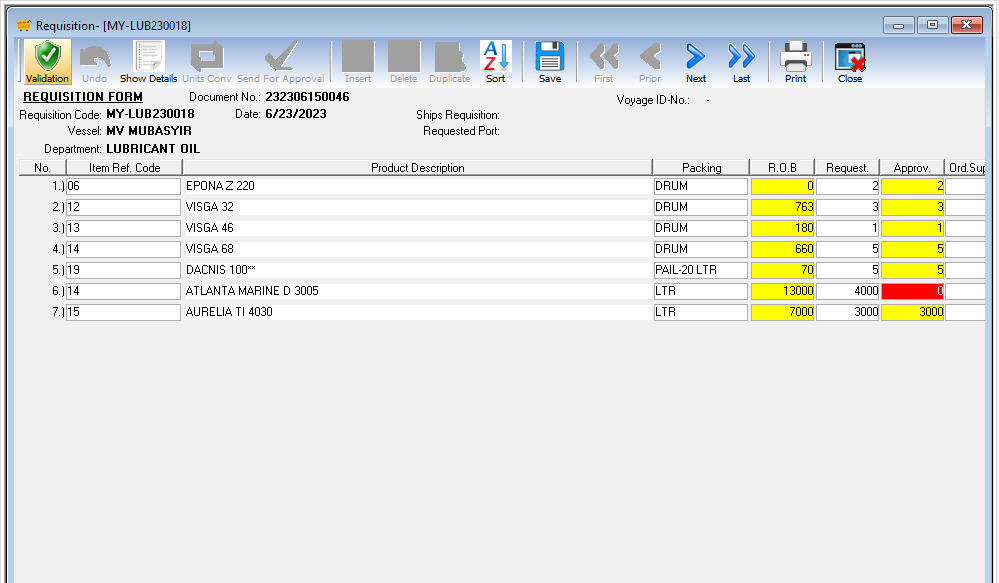 Requisition- [MY-LUB230018]
Validation Undo Show Details Units Conv Send For Approval Insert Delete Duplicate Sort Save First Prior Next Last Print Close
REQUISITION FORM Document No.: 232306150046 Voyage ID-No.: -
Requisition Code: MY-LUB230018 Date: 6/23/2023 Ships Requisition:
Vessel: MV MUBASYIR Requested Port:
Department: LUBRICANT OIL
No. Item Ref. Code Product Description Packing R.O.B Request. Approv. Ord.Sup
1.) 06 EPONA Z 220 DRUM 0 2 2
2.) 12 VISGA 32 DRUM 763 3 3
3.) 13 VISGA 46 DRUM 180 1 1
4.) 14 VISGA 68 DRUM 660 5 5
5.) 19 DACNIS 100** PAIL-20 LTR 70 5 5
6.) 14 ATLANTA MARINE D 3005 LTR 13000 4000 0
7.) 15 AURELIA TI 4030 LTR 7000 3000 3000